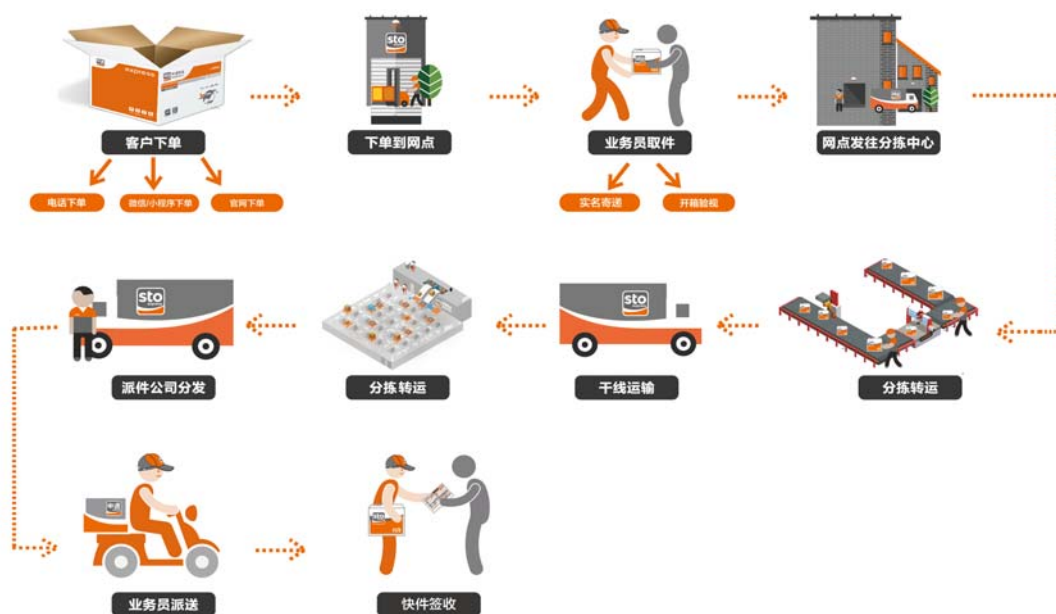 sto
客户下单
下单到网点
业务员取件
网点发往分拣中心
电话下单
微信/小程序下单
官网下单
实名寄递
开箱验视
sto
sto
派件公司分发
分拣转运
干线运输
分拣转运
业务员派送
快件签收